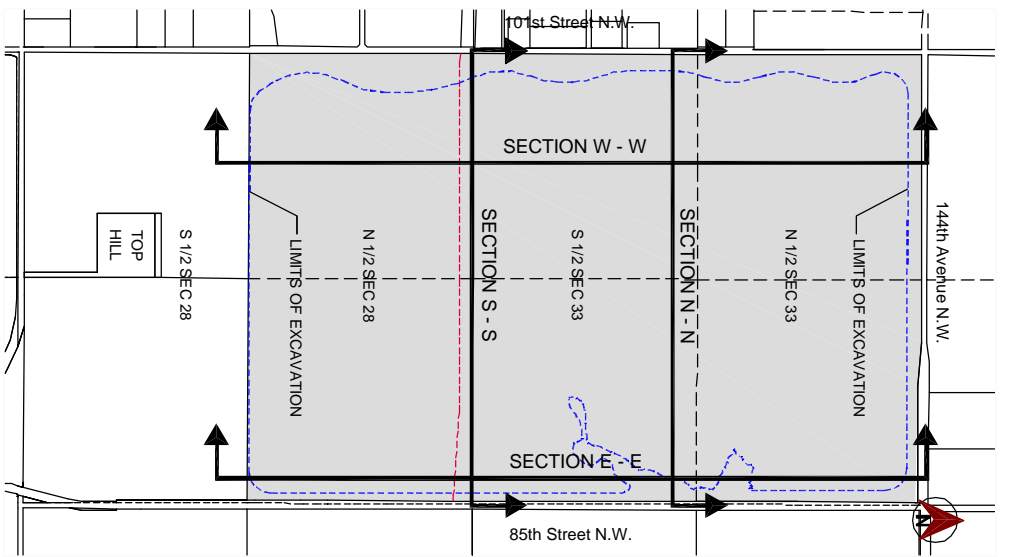 101st Street N.W.
SECTION W - W
TOP
HILL
S 1/2 SEC 28
LIMITS OF EXCAVATION
N 1/2 SEC 28
SECTION S - S
S 1/2 SEC 33
SECTION N - N
N 1/2 SEC 33
LIMITS OF EXCAVATION
144th Avenue N.W.
SECTION E - E
85th Street N.W.
N